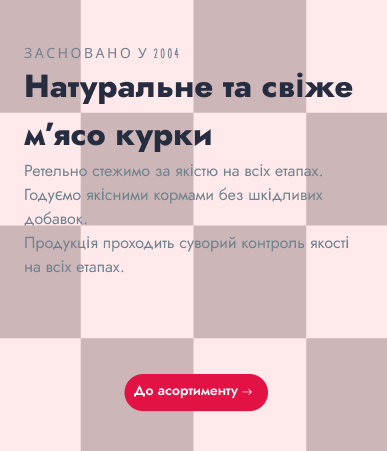 ЗАСНОВАНО У 2004
Натуральне та свіже
м’ясо курки
Ретельно стежимо за якістю на всіх етапах.
Годуємо якісними кормами без шкідливих
добавок.
Продукція проходить суворий контроль якості
на всіх етапах.
До асортименту →